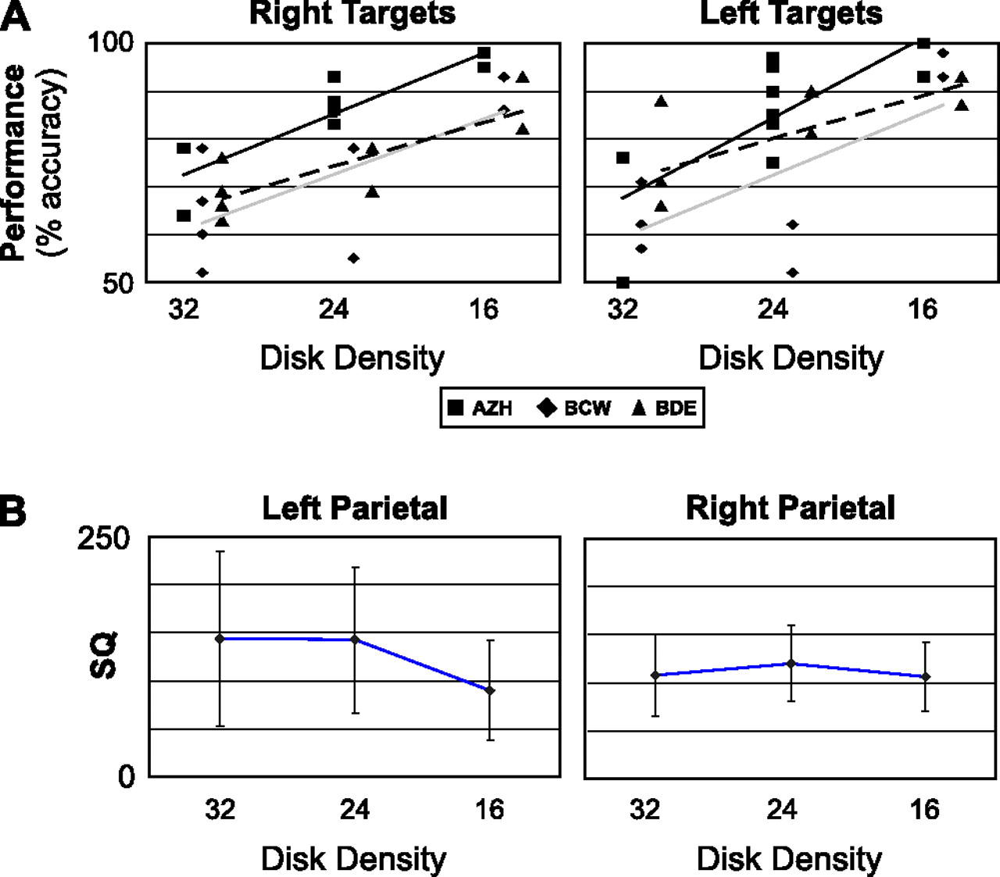 A
Right Targets
Left Targets
100
50
Performance
(% accuracy)
32 24 16
32 24 16
Disk Density
Disk Density
AZH BCW BDE
B
Left Parietal
Right Parietal
250
0
SQ
32 24 16
32 24 16
Disk Density
Disk Density